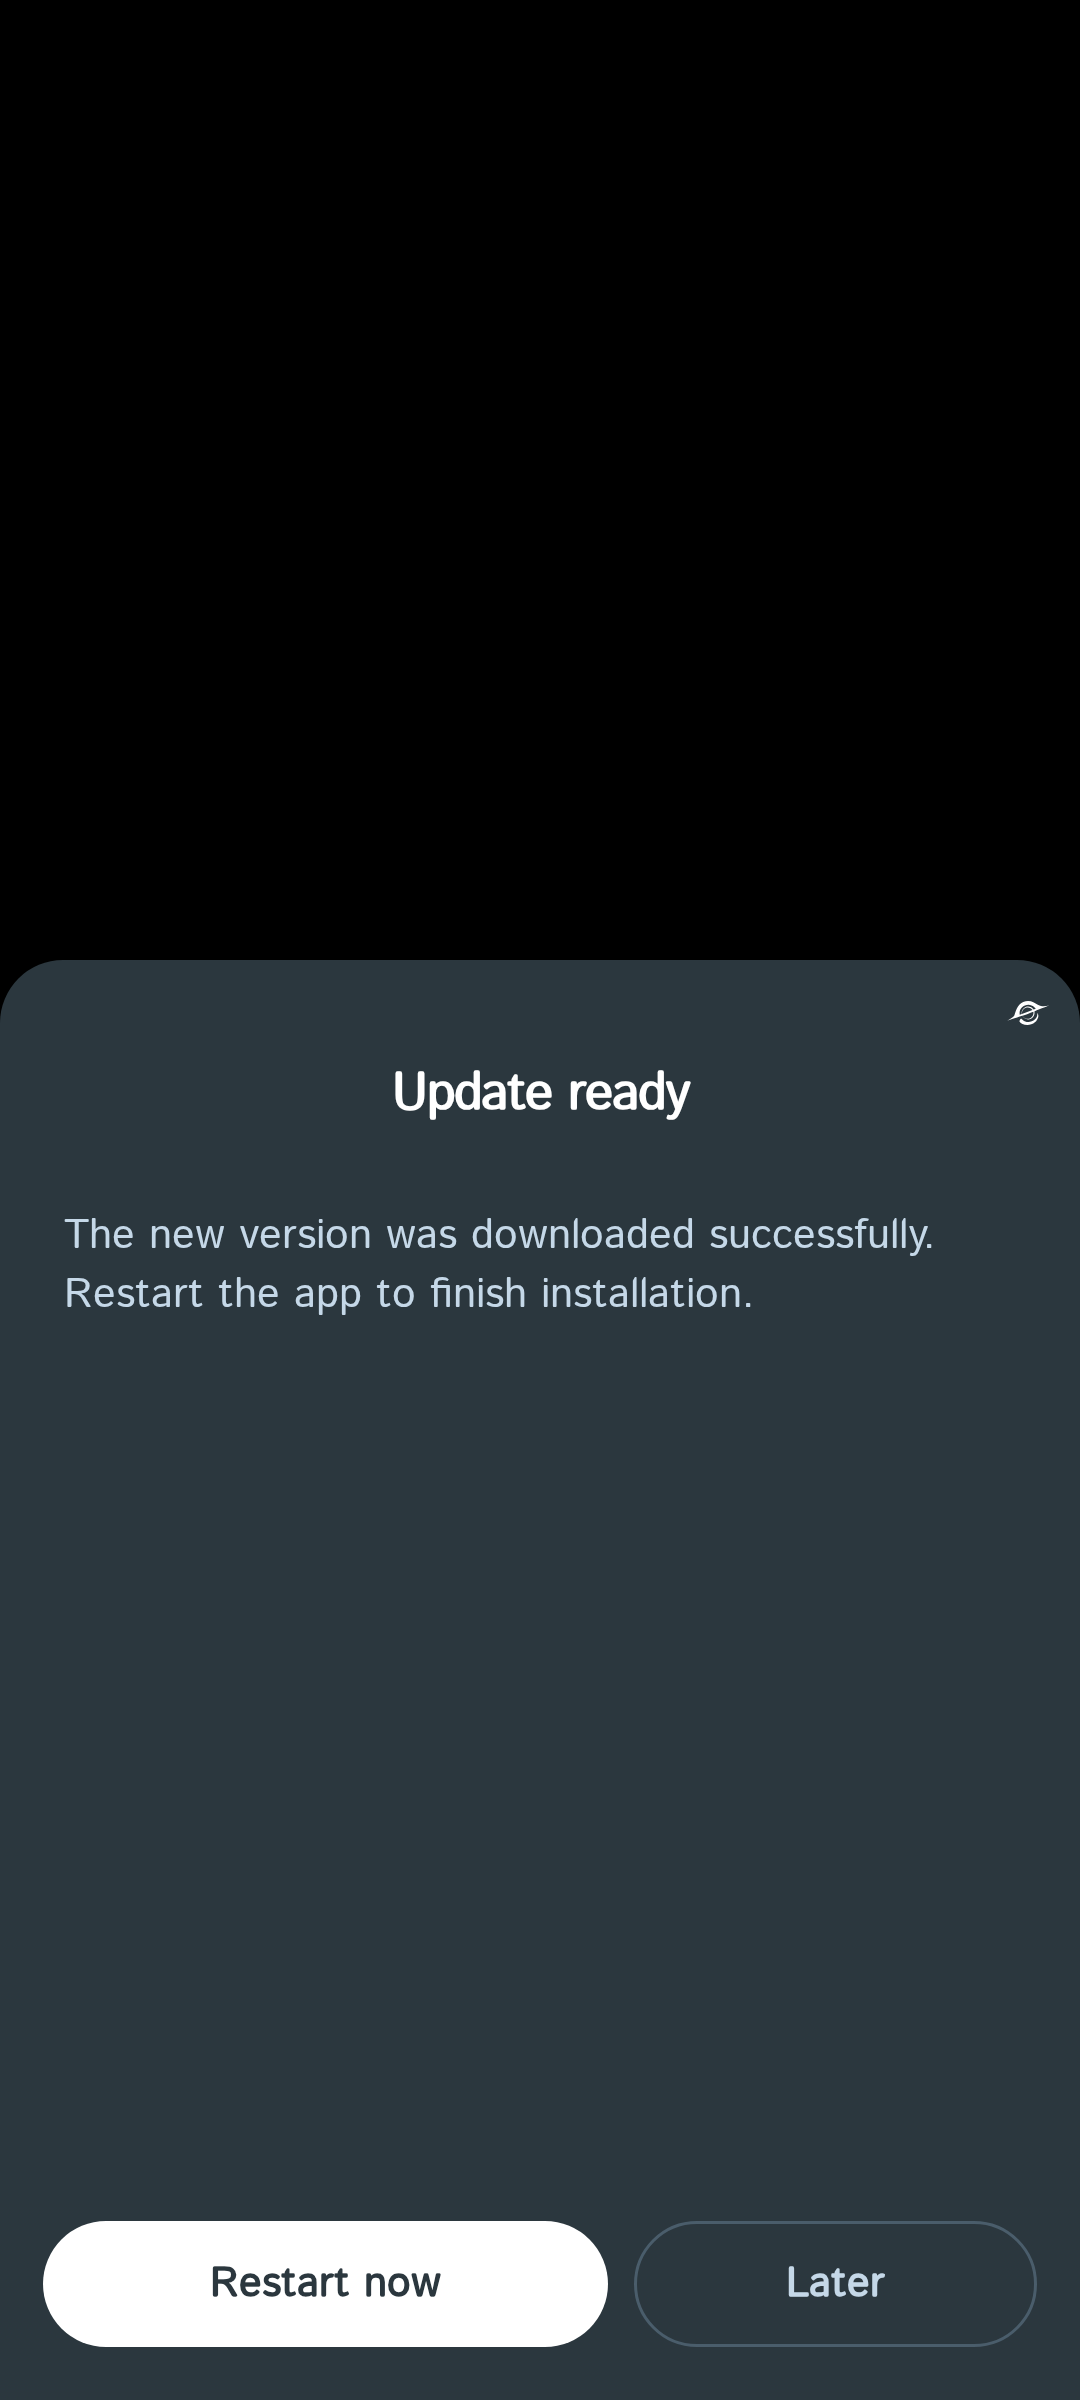 Update ready
The new version was downloaded successfully.
Restart the app to finish installation.
Restart now
Later